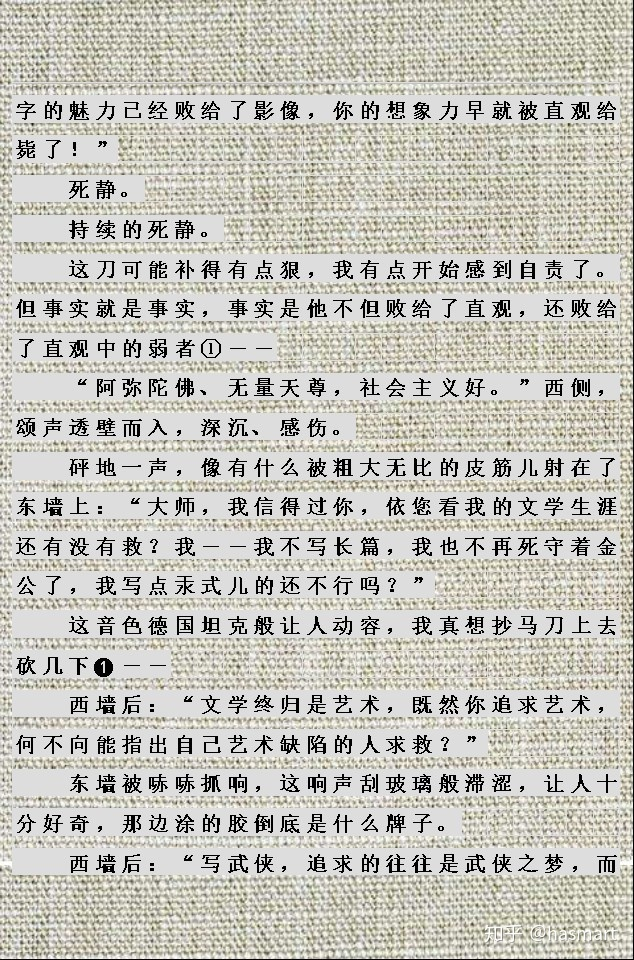 字的魅力已经败给了影像，你的想象力早就被直观给
毙了！”
死静。
持续的死静。
这刀可能补得有点狠，我有点开始感到自责了。
但事实就是事实，事实是他不但败给了直观，还败给
了直观中的弱者①——
“阿弥陀佛、无量天尊，社会主义好。”西侧，
颂声透壁而入，深沉、感伤。
砰地一声，像有什么被粗大无比的皮筋儿射在了
东墙上：“大师，我信得过你，依您看我的文学生涯
还有没有救？我——我不写长篇，我也不再死守着金
公了，我写点汞式儿的还不行吗？”
这音色德国坦克般让人动容，我真想抄马刀上去
砍几下❶——
西墙后：“文学终归是艺术，既然你追求艺术，
何不向能指出自己艺术缺陷的人求救？”
东墙被哧哧抓响，这响声刮玻璃般滞涩，让人十
分好奇，那边涂的胶倒底是什么牌子。
西墙后：“写武侠，追求的往往是武侠之梦，而
知乎 @hasmart